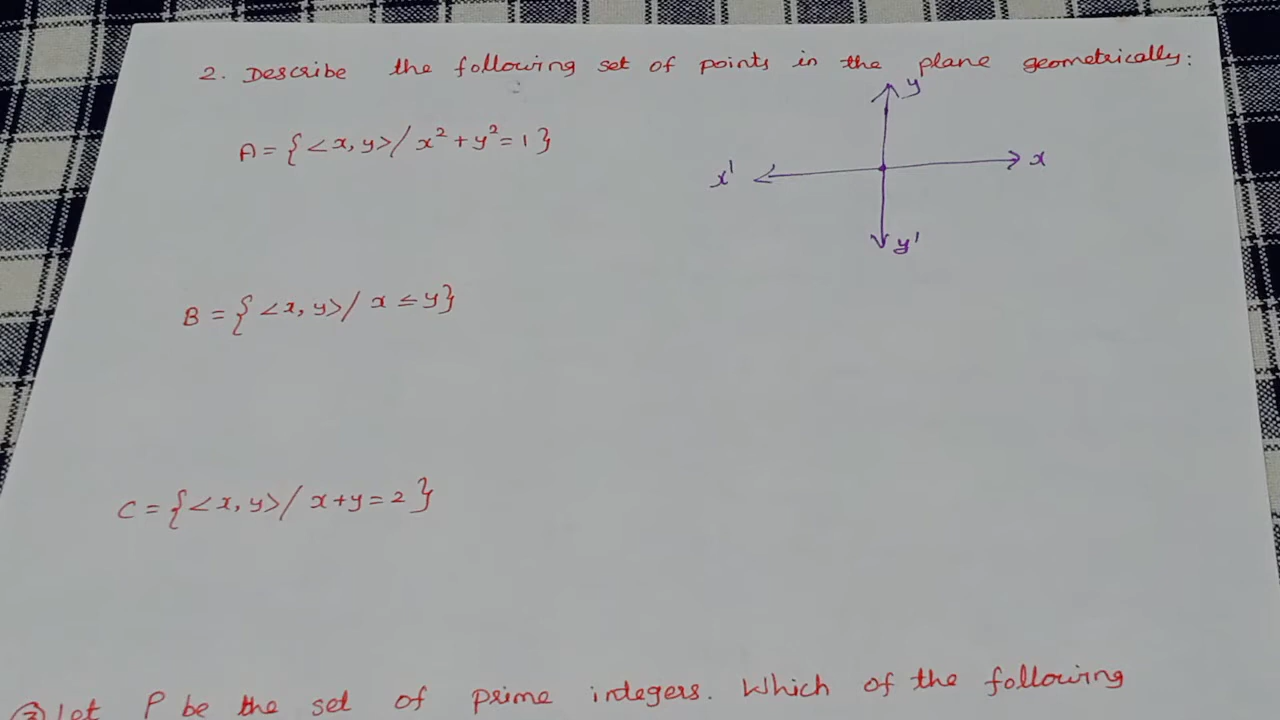 2. Describe the following set of points in the plane geometrically:
y
A = {<x, y> / x² + y² = 1}
x' x
y'
B = {<x, y> / x ≤ y}
C = {<x, y> / x + y = 2}
③ Let P be the set of prime integers. Which of the following